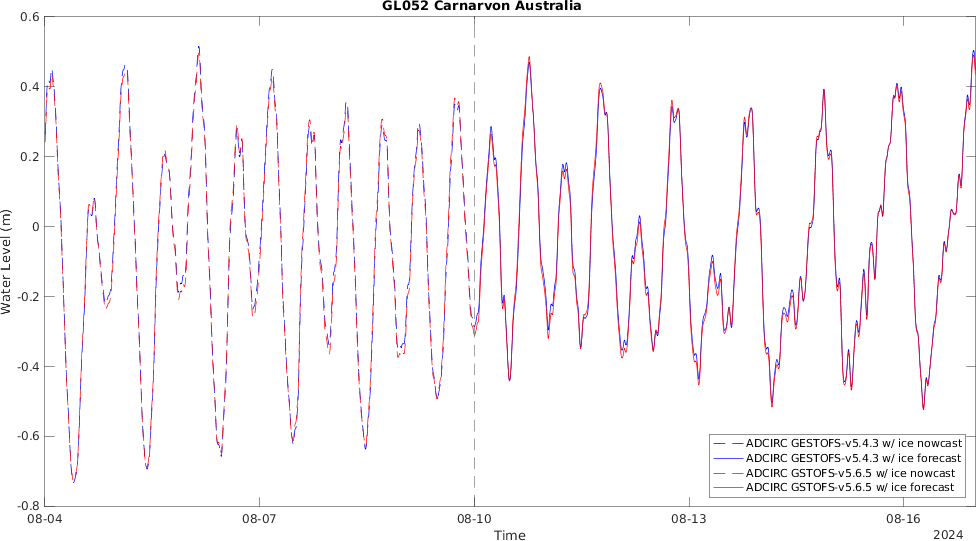 GL052 Carnarvon Australia
0.6
0.4
0.2
0
-0.2
-0.4
-0.6
-0.8
Water Level (m)
ADCIRC GESTOFS-v5.4.3 w/ ice nowcast
ADCIRC GESTOFS-v5.4.3 w/ ice forecast
ADCIRC GSTOFS-v5.6.5 w/ ice nowcast
ADCIRC GSTOFS-v5.6.5 w/ ice forecast
08-04 08-07 08-10 08-13 08-16
Time
2024